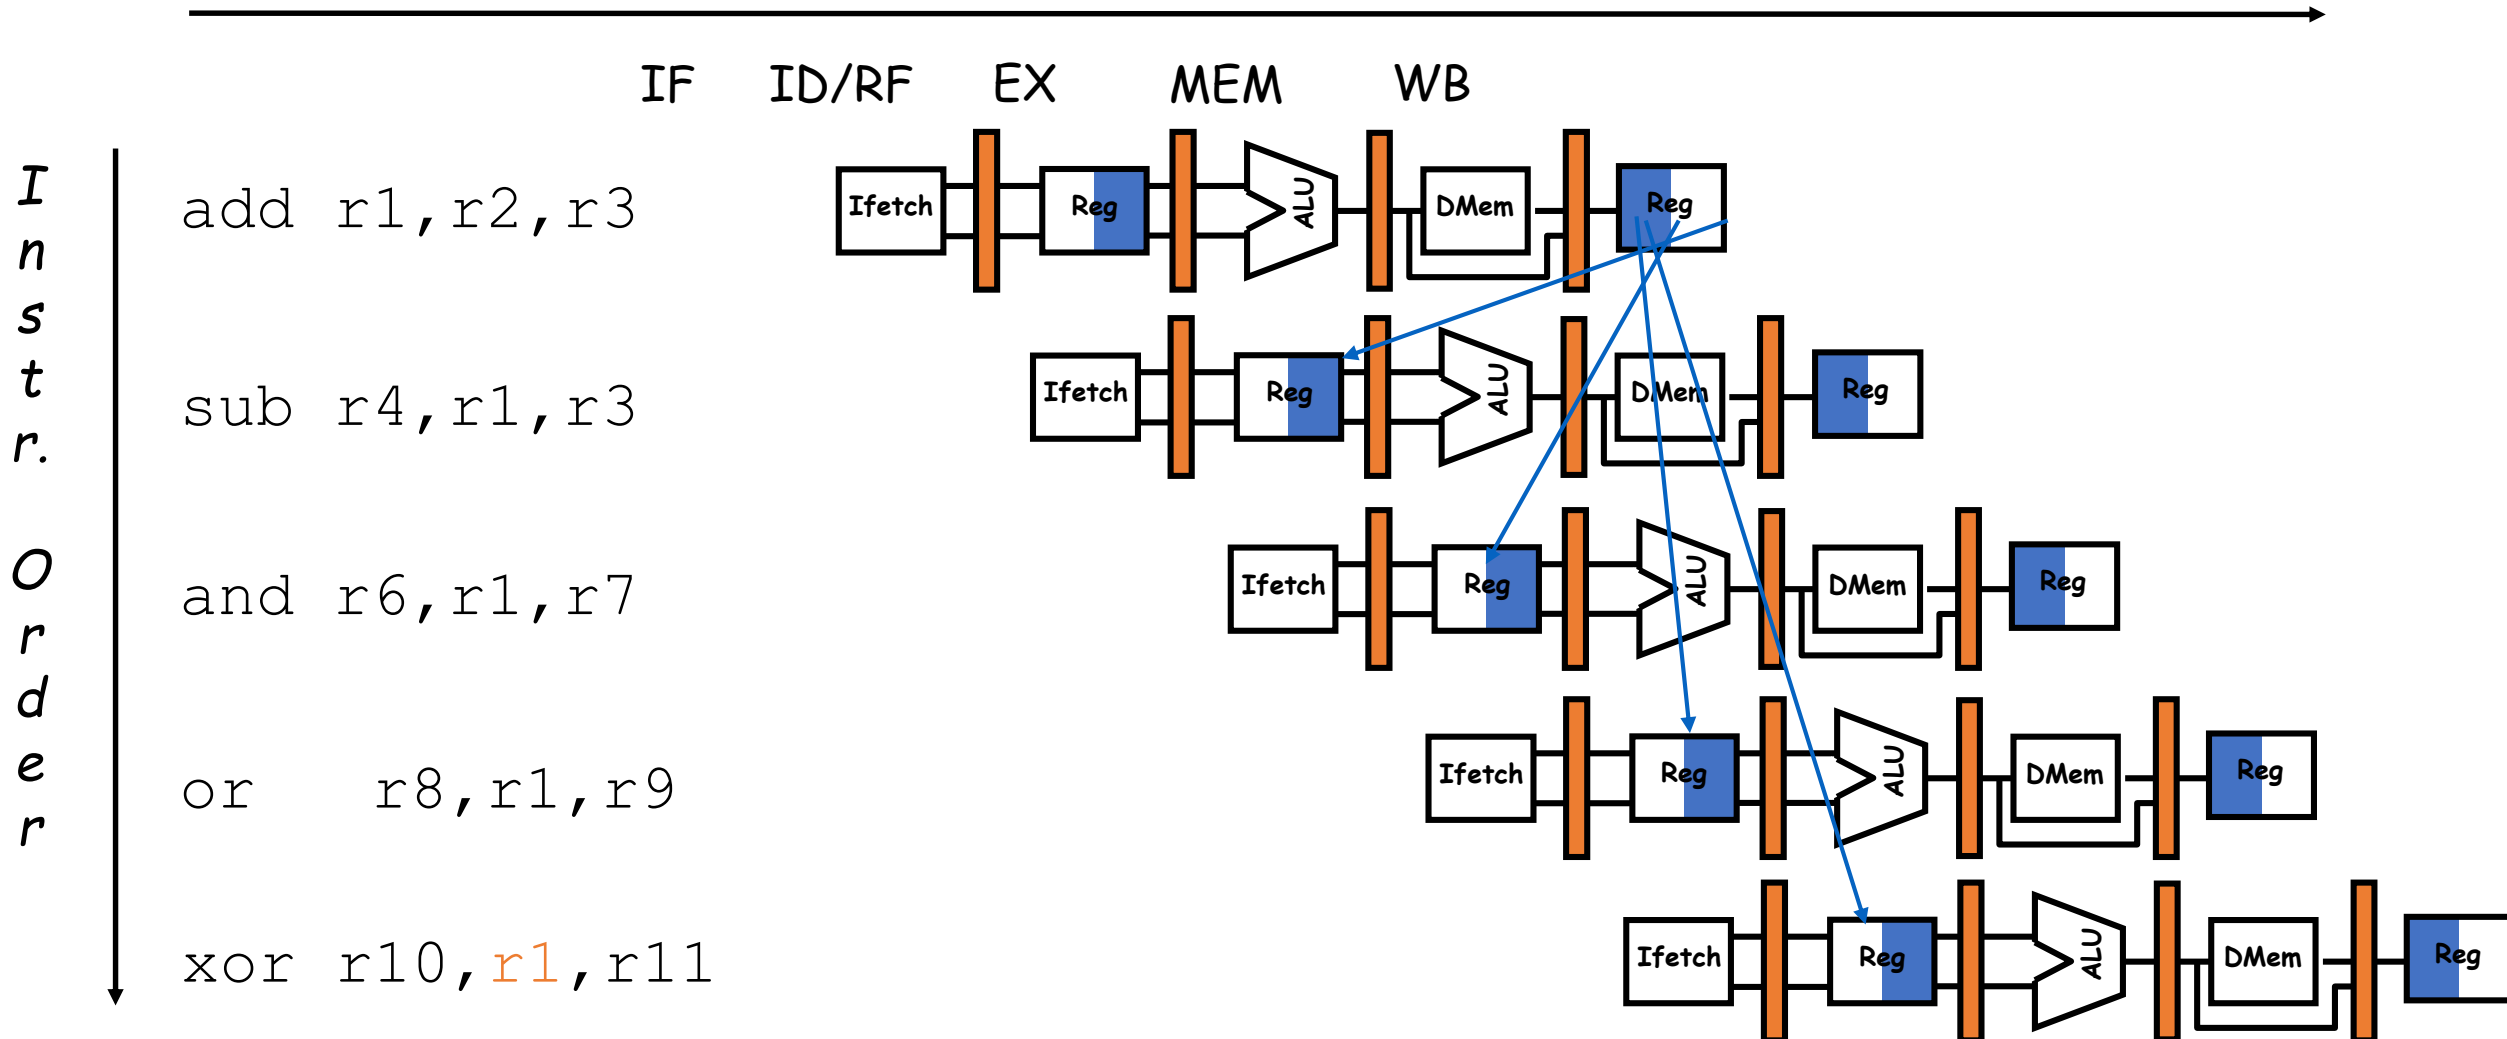 IF ID/RF EX MEM WB
Instr. Order
add r1,r2,r3
Ifetch Reg ALU DMem Reg
sub r4,r1,r3
Ifetch Reg ALU DMem Reg
and r6,r1,r7
Ifetch Reg ALU DMem Reg
or r8,r1,r9
Ifetch Reg ALU DMem Reg
xor r10,r1,r11
Ifetch Reg ALU DMem Reg